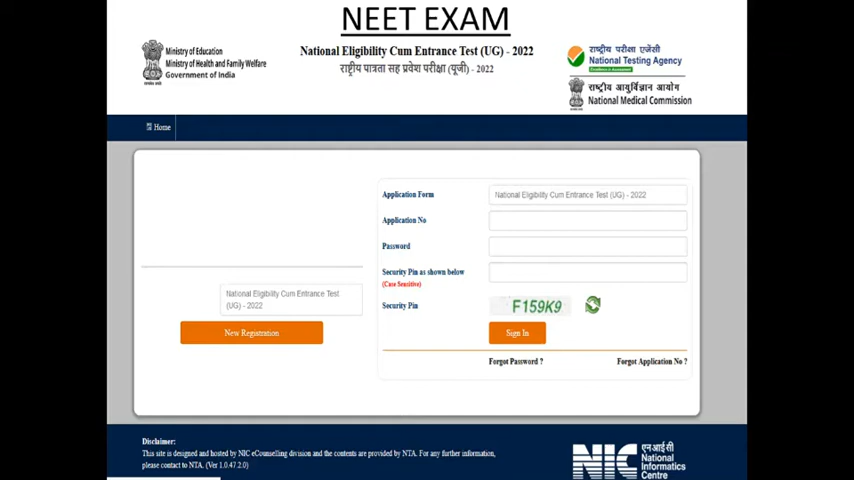 NEET EXAM
National Eligibility Cum Entrance Test (UG) - 2022
राष्ट्रीय पात्रता सह प्रवेश परीक्षा (यूजी) - 2022
Ministry of Education
Ministry of Health and Family Welfare
Government of India
राष्ट्रीय परीक्षा एजेंसी
National Testing Agency
राष्ट्रीय आयुर्विज्ञान आयोग
National Medical Commission
Home
Application Form
National Eligibility Cum Entrance Test (UG) - 2022
Application No
Password
Security Pin as shown below
(Case Sensitive)
Security Pin
F159K9
Sign In
Forgot Password ?
Forgot Application No ?
National Eligibility Cum Entrance Test
(UG) - 2022
New Registration
Disclaimer:
This site is designed and hosted by NIC eCounselling division and the contents are provided by NTA. For any further information,
please contact to NTA. (Ver 1.0.47.2.0)
NIC
एनआईसी
National
Informatics
Centre